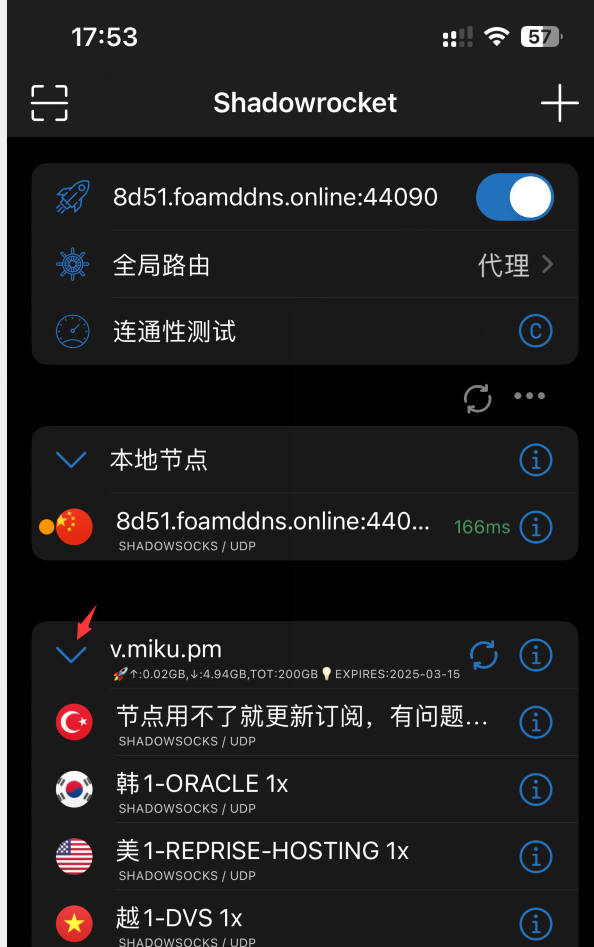 17:53
57
Shadowrocket
8d51.foamddns.online:44090
全局路由
代理
连通性测试
C
本地节点
8d51.foamddns.online:440...
166ms
SHADOWSOCKS / UDP
v.miku.pm
🚀↑:0.02GB,↓:4.94GB,TOT:200GB💡EXPIRES:2025-03-15
节点用不了就更新订阅，有问题...
SHADOWSOCKS / UDP
韩1-ORACLE 1x
SHADOWSOCKS / UDP
美1-REPRISE-HOSTING 1x
SHADOWSOCKS / UDP
越1-DVS 1x
SHADOWSOCKS / UDP